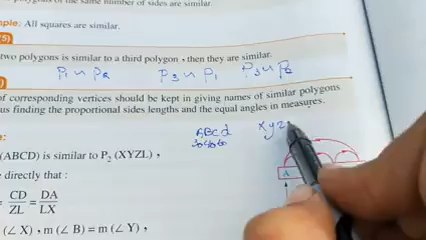 polygons of the same number of sides are similar.
ple: All squares are similar.
5)
two polygons is similar to a third polygon, then they are similar.
P1 ~ P2 P3 ~ P1 P3 ~ P2
of corresponding vertices should be kept in giving names of similar polygons
us finding the proportional sides lengths and the equal angles in measures.
ABCd xyz
e:
(ABCD) is similar to P₂ (XYZL) ,
directly that :
= CD/ZL = DA/LX
(∠ X) , m (∠ B) = m (∠ Y) ,
A